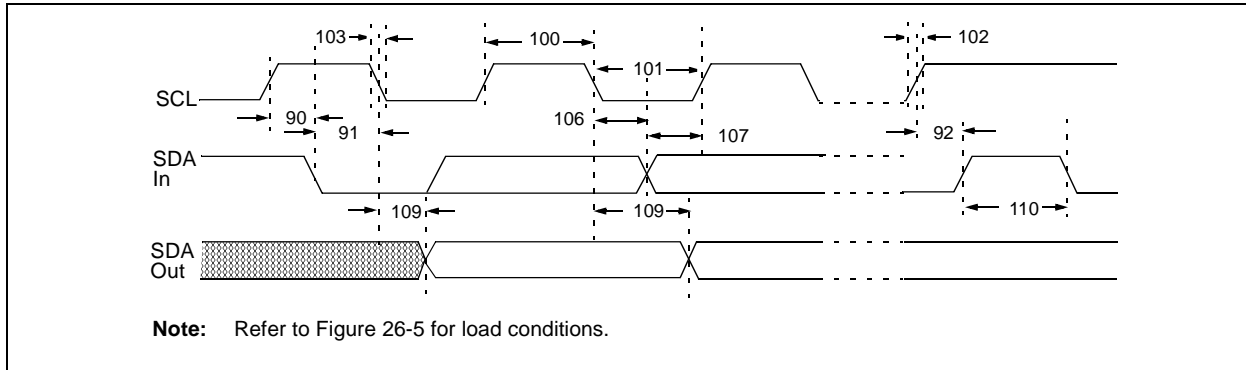 103 100 102
101
SCL
90 106 107
91 92
SDA
In
109 109 110
SDA
Out
Note: Refer to Figure 26-5 for load conditions.